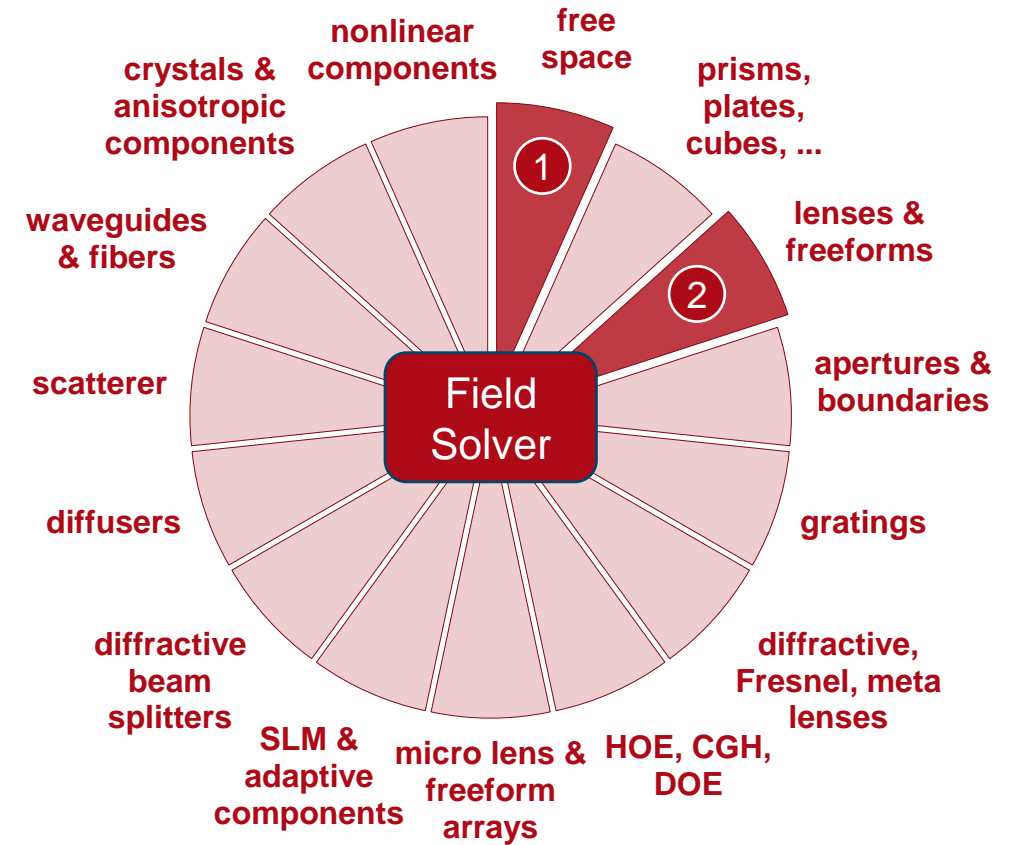 free
space
prisms,
plates,
cubes, ...
lenses &
freeforms
apertures &
boundaries
gratings
diffractive,
Fresnel, meta
lenses
HOE, CGH,
DOE
micro lens &
freeform
arrays
SLM &
adaptive
components
diffractive
beam
splitters
diffusers
scatterer
waveguides
& fibers
crystals &
anisotropic
components
nonlinear
components
1
2
Field
Solver